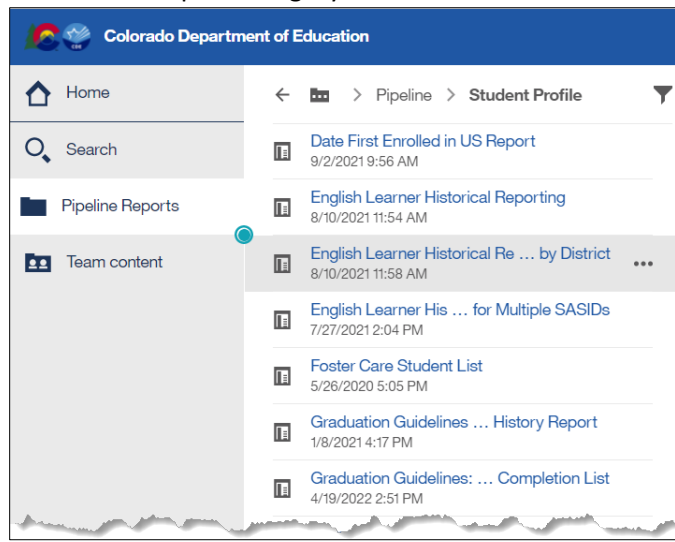 Colorado Department of Education
Home
Search
Pipeline Reports
Team content
Pipeline > Student Profile
Date First Enrolled in US Report
9/2/2021 9:56 AM
English Learner Historical Reporting
8/10/2021 11:54 AM
English Learner Historical Re ... by District
8/10/2021 11:58 AM
English Learner His ... for Multiple SASIDs
7/27/2021 2:04 PM
Foster Care Student List
5/26/2020 5:05 PM
Graduation Guidelines ... History Report
1/8/2021 4:17 PM
Graduation Guidelines: ... Completion List
4/19/2022 2:51 PM